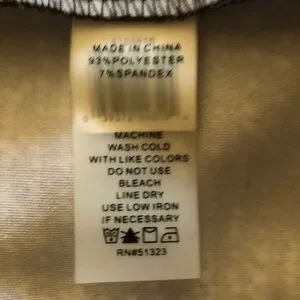 MADE IN CHINA
93%POLYESTER
7%SPANDEX
MACHINE
WASH COLD
WITH LIKE COLORS
DO NOT USE
BLEACH
LINE DRY
USE LOW IRON
IF NECESSARY
RN#51323